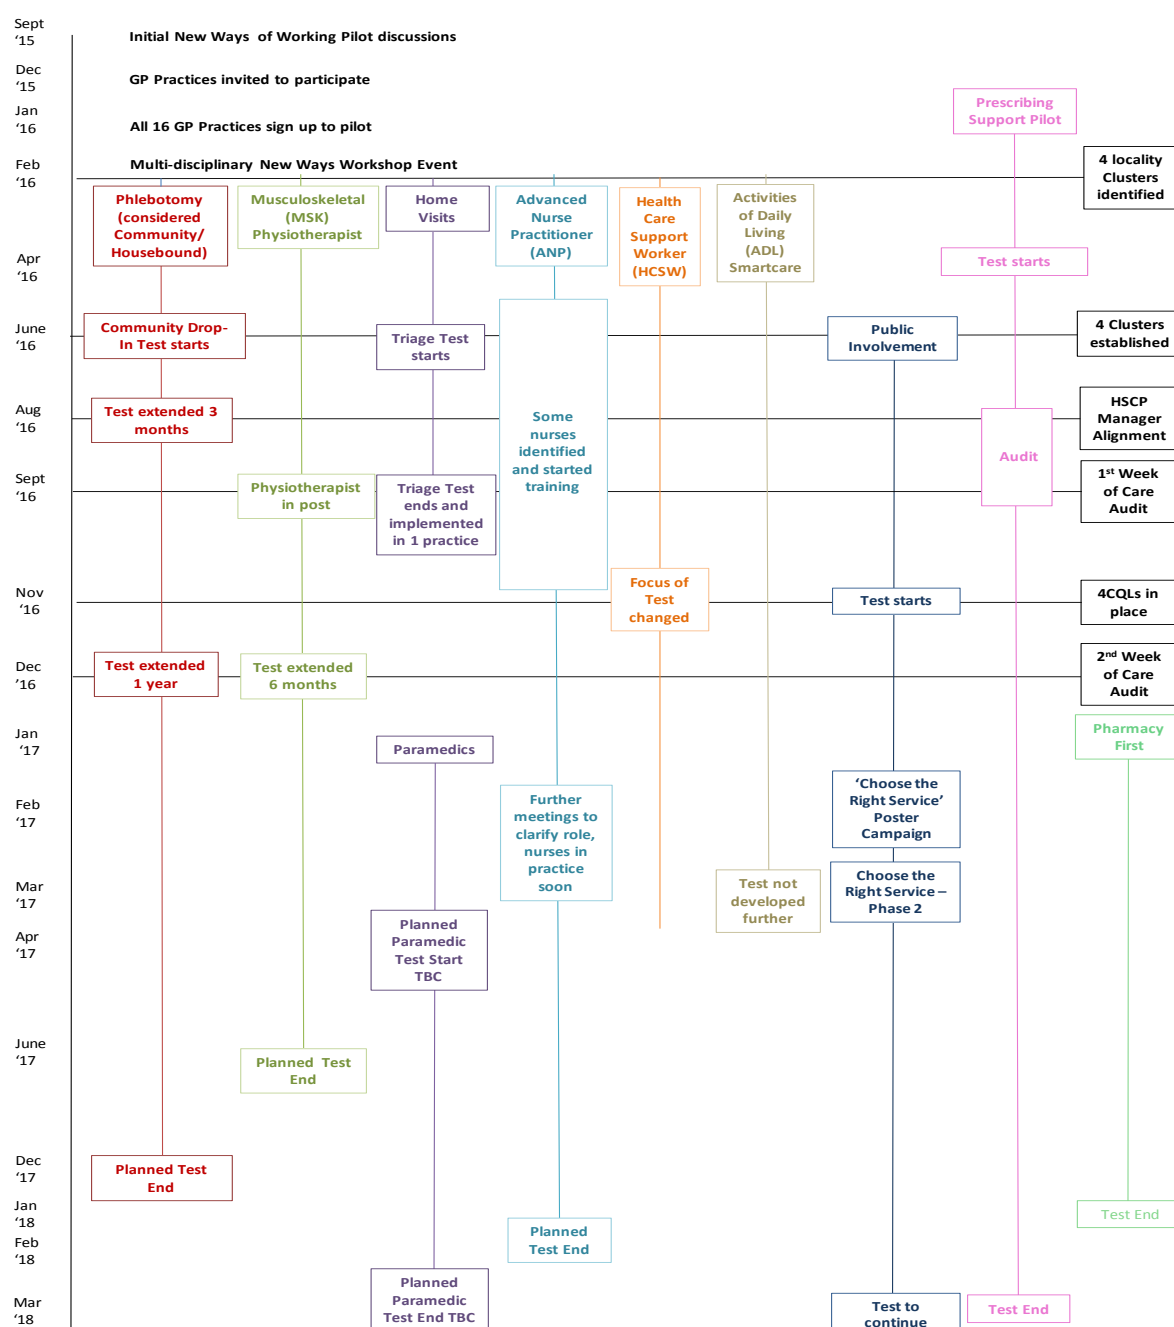 Sept
‘15
Initial New Ways of Working Pilot discussions
Dec
‘15
GP Practices invited to participate
Jan
‘16
All 16 GP Practices sign up to pilot
Prescribing
Support Pilot
Feb
‘16
Multi-disciplinary New Ways Workshop Event
4 locality
Clusters
identified
Phlebotomy
(considered
Community/
Housebound)
Musculoskeletal
(MSK)
Physiotherapist
Home
Visits
Advanced
Nurse
Practitioner
(ANP)
Health
Care
Support
Worker
(HCSW)
Activities
of Daily
Living
(ADL)
Smartcare
Apr
‘16
Test starts
June
‘16
Community Drop-
In Test starts
Triage Test
starts
Public
Involvement
4 Clusters
established
Aug
‘16
Test extended 3
months
Some
nurses
identified
and started
training
Audit
HSCP
Manager
Alignment
Sept
‘16
Physiotherapist
in post
Triage Test
ends and
implemented
in 1 practice
1st Week
of Care
Audit
Nov
‘16
Focus of
Test
changed
Test starts
4CQLs in
place
Dec
’16
Test extended
1 year
Test extended
6 months
2nd Week
of Care
Audit
Jan
‘17
Paramedics
Pharmacy
First
Feb
‘17
Further
meetings to
clarify role,
nurses in
practice
soon
‘Choose the
Right Service’
Poster
Campaign
Mar
‘17
Test not
developed
further
Choose the
Right Service –
Phase 2
Apr
‘17
Planned
Paramedic
Test Start
TBC
June
‘17
Planned Test
End
Dec
‘17
Planned Test
End
Jan
‘18
Test End
Feb
‘18
Planned
Test End
Mar
‘18
Planned
Paramedic
Test End TBC
Test to
continue
Test End